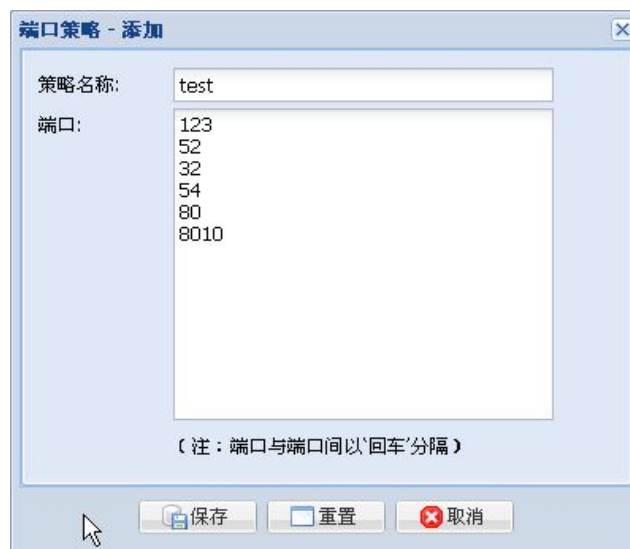 端口策略 - 添加
策略名称: test
端口: 123
52
32
54
80
8010
(注：端口与端口间以'回车'分隔)
保存 重置 取消